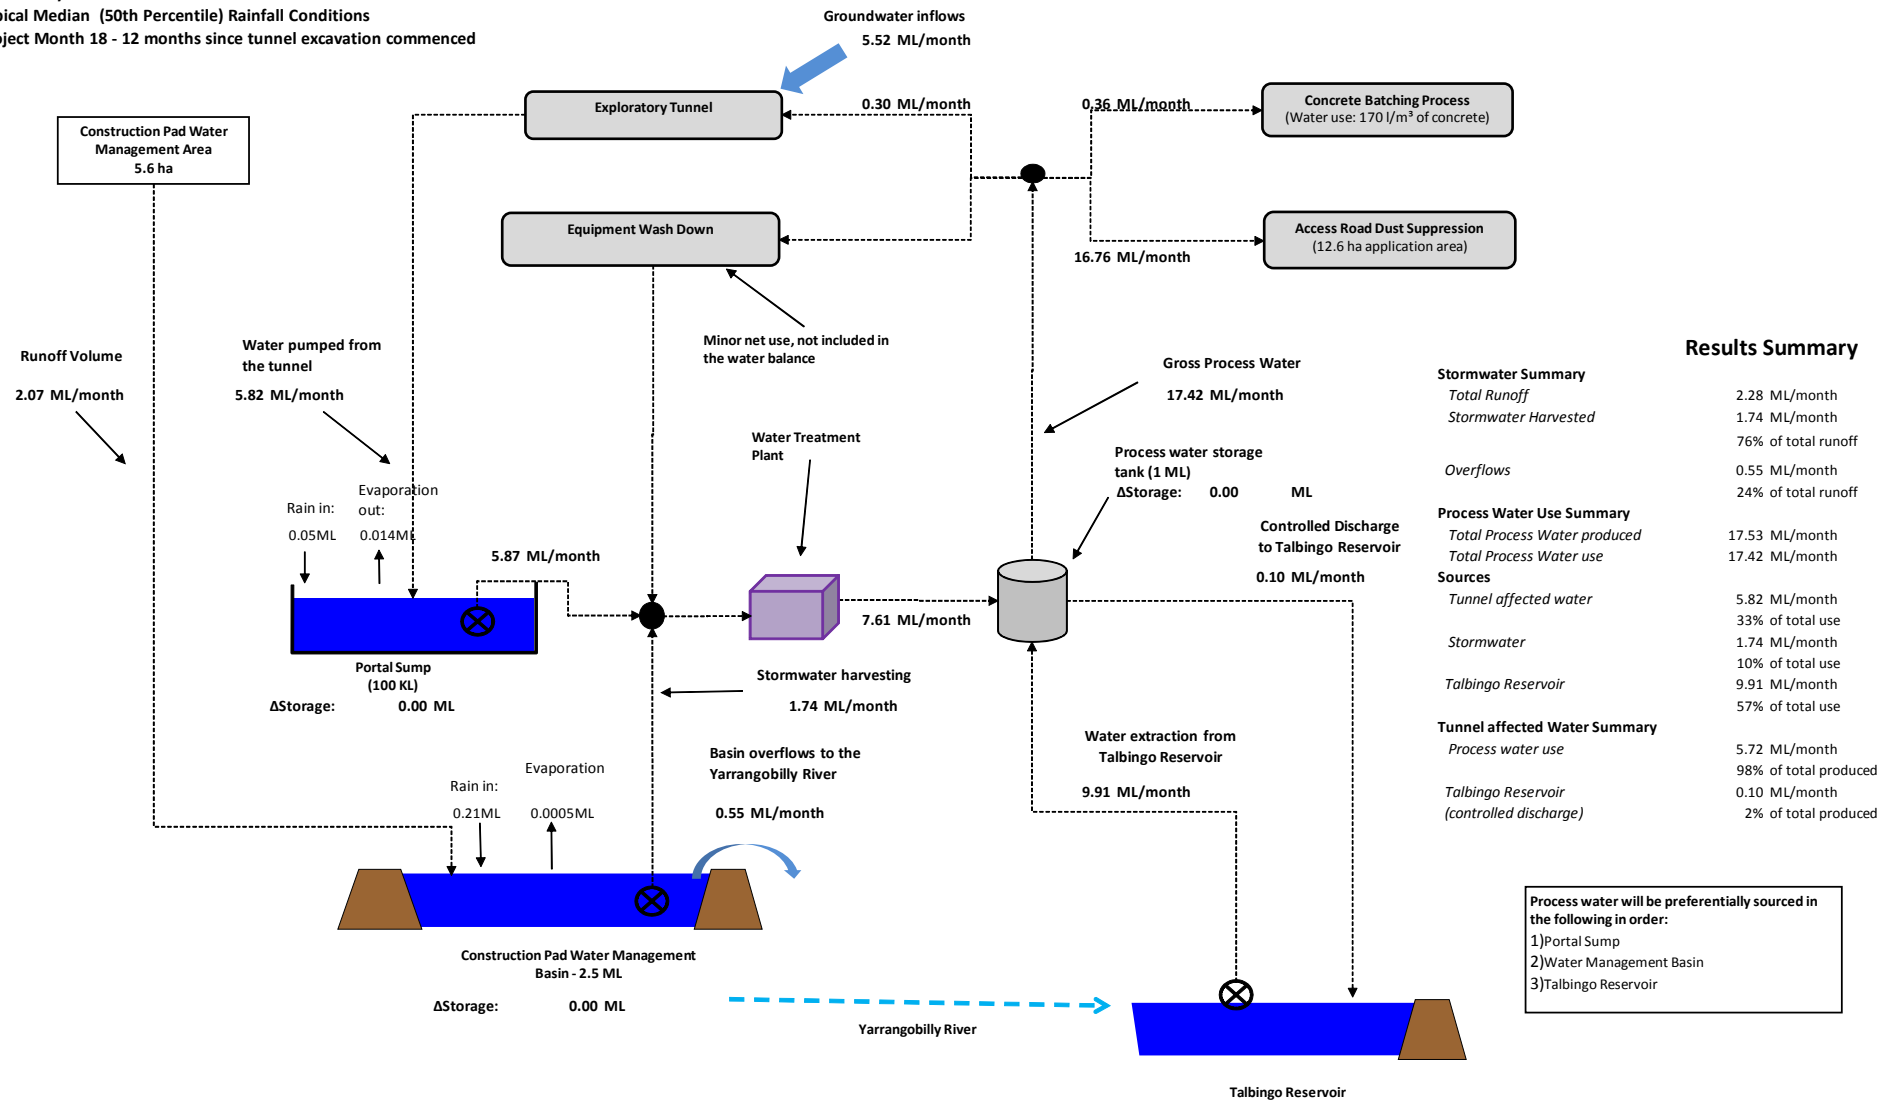 Typical Median (50th Percentile) Rainfall Conditions
Project Month 18 - 12 months since tunnel excavation commenced
Groundwater inflows
5.52 ML/month
Exploratory Tunnel
0.30 ML/month
0.36 ML/month
Concrete Batching Process
(Water use: 170 l/m³ of concrete)
Construction Pad Water
Management Area
5.6 ha
Equipment Wash Down
Access Road Dust Suppression
(12.6 ha application area)
16.76 ML/month
Minor net use, not included in
the water balance
Runoff Volume
2.07 ML/month
Water pumped from
the tunnel
5.82 ML/month
Gross Process Water
17.42 ML/month
Water Treatment
Plant
Process water storage
tank (1 ML)
ΔStorage: 0.00 ML
Rain in:
0.05ML
Evaporation
out:
0.014ML
5.87 ML/month
Controlled Discharge
to Talbingo Reservoir
0.10 ML/month
7.61 ML/month
Portal Sump
(100 KL)
ΔStorage: 0.00 ML
Stormwater harvesting
1.74 ML/month
Basin overflows to the
Yarrangobilly River
0.55 ML/month
Water extraction from
Talbingo Reservoir
9.91 ML/month
Rain in:
0.21ML
Evaporation
0.0005ML
Construction Pad Water Management
Basin - 2.5 ML
ΔStorage: 0.00 ML
Yarrangobilly River
Talbingo Reservoir
Results Summary
Stormwater Summary
Total Runoff 2.28 ML/month
Stormwater Harvested 1.74 ML/month
76% of total runoff
Overflows 0.55 ML/month
24% of total runoff
Process Water Use Summary
Total Process Water produced 17.53 ML/month
Total Process Water use 17.42 ML/month
Sources
Tunnel affected water 5.82 ML/month
33% of total use
Stormwater 1.74 ML/month
10% of total use
Talbingo Reservoir 9.91 ML/month
57% of total use
Tunnel affected Water Summary
Process water use 5.72 ML/month
98% of total produced
Talbingo Reservoir 0.10 ML/month
(controlled discharge) 2% of total produced
Process water will be preferentially sourced in
the following in order:
1)Portal Sump
2)Water Management Basin
3)Talbingo Reservoir